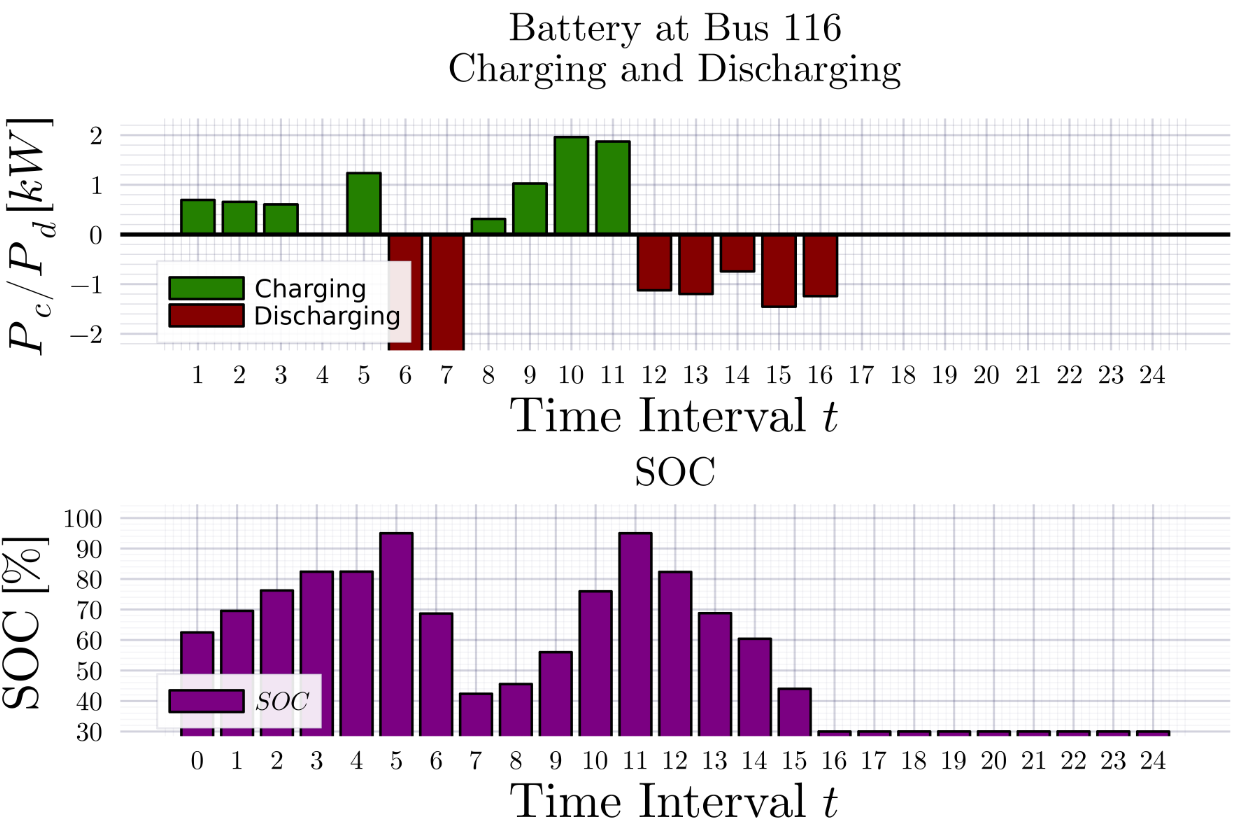 Battery at Bus 116
Charging and Discharging
P_c/P_d [kW]
2
1
0
−1
−2
Charging
Discharging
1 2 3 4 5 6 7 8 9 10 11 12 13 14 15 16 17 18 19 20 21 22 23 24
Time Interval t
SOC
SOC [%]
100
90
80
70
60
50
40
30
SOC
0 1 2 3 4 5 6 7 8 9 10 11 12 13 14 15 16 17 18 19 20 21 22 23 24
Time Interval t